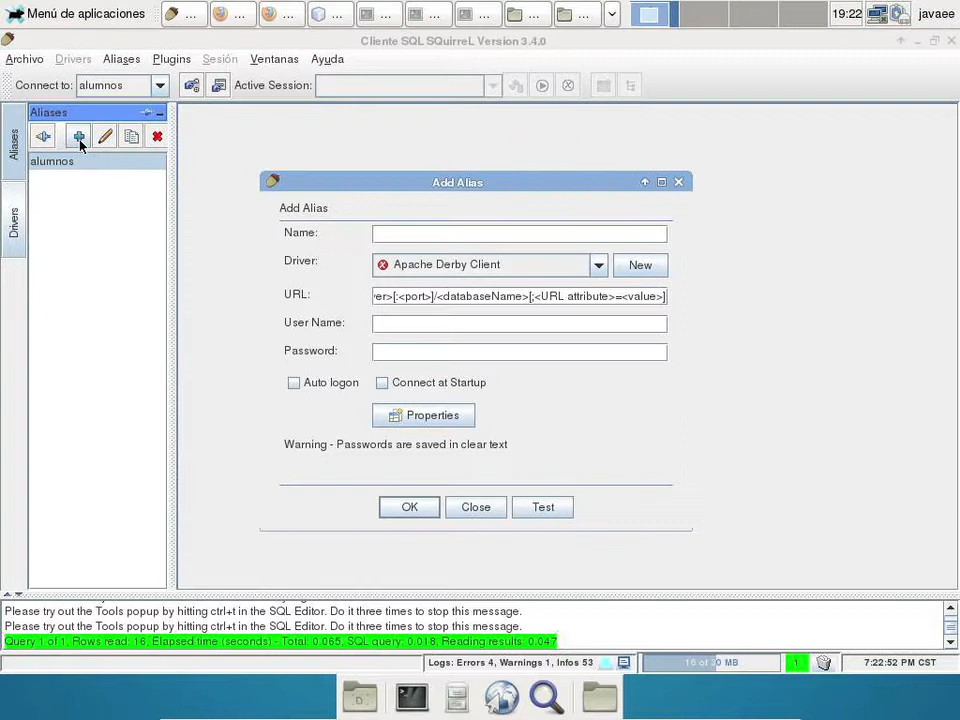 Menú de aplicaciones
...
...
...
...
...
...
...
...
...
19:22
javaee
Cliente SQL SQuirreL Version 3.4.0
Archivo Drivers Aliases Plugins Sesión Ventanas Ayuda
Connect to: alumnos Active Session:
Aliases
Aliases
Drivers
alumnos
Add Alias
Add Alias
Name:
Driver: Apache Derby Client New
URL: ver>[:<port>]/<databaseName>[;<URL attribute>=<value>]
User Name:
Password:
Auto logon Connect at Startup
Properties
Warning - Passwords are saved in clear text
OK Close Test
Please try out the Tools popup by hitting ctrl+t in the SQL Editor. Do it three times to stop this message.
Please try out the Tools popup by hitting ctrl+t in the SQL Editor. Do it three times to stop this message.
Query 1 of 1, Rows read: 16, Elapsed time (seconds) - Total: 0.065, SQL query: 0.018, Reading results: 0.047
Logs: Errors 4, Warnings 1, Infos 53 16 of 30 MB 1 7:22:52 PM CST